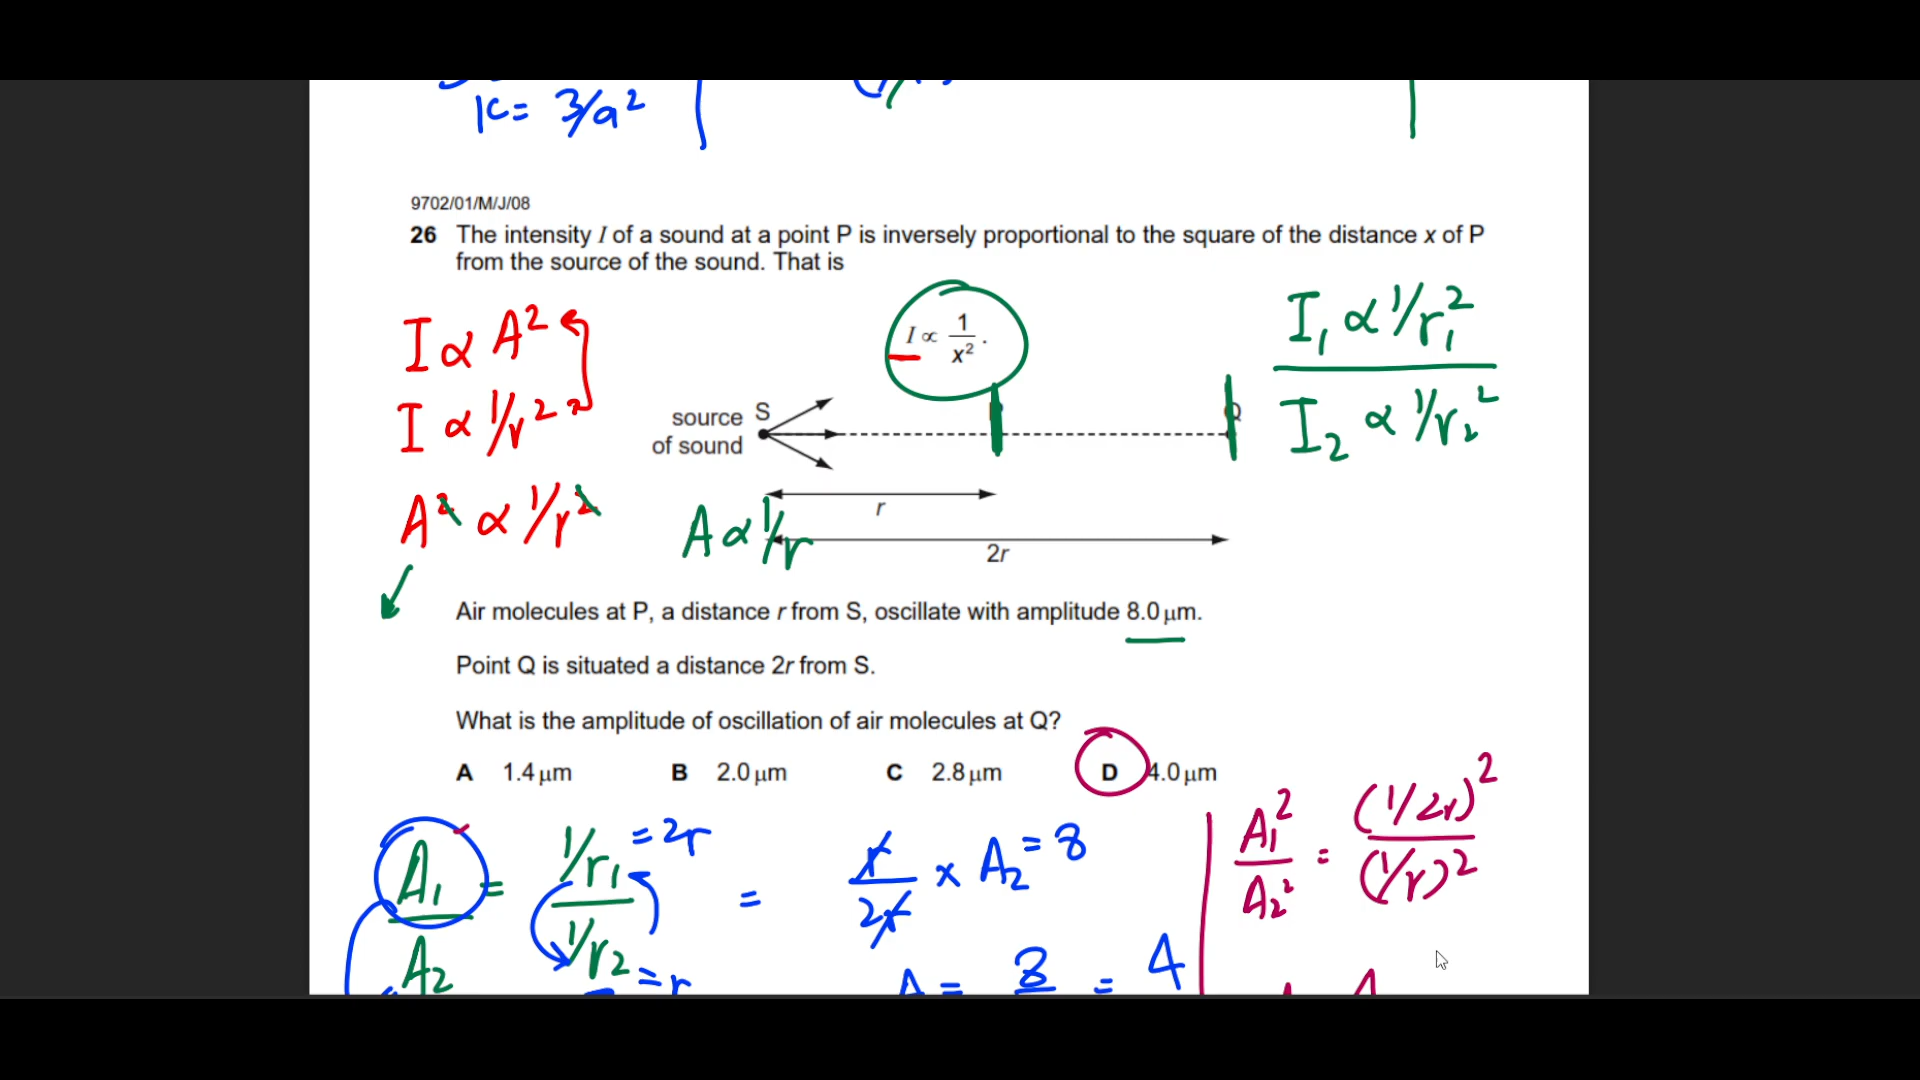 K = 3/a²
9702/01/M/J/08
26 The intensity I of a sound at a point P is inversely proportional to the square of the distance x of P
from the source of the sound. That is
I ∝ A²
I ∝ 1/x².
I₁ ∝ 1/r₁²
I ∝ 1/r²
source S
of sound
Q
I₂ ∝ 1/r₂²
A² ∝ 1/r²
r
A ∝ 1/r
2r
Air molecules at P, a distance r from S, oscillate with amplitude 8.0 μm.
Point Q is situated a distance 2r from S.
What is the amplitude of oscillation of air molecules at Q?
A 1.4 μm B 2.0 μm C 2.8 μm D 4.0 μm
A₁/A₂ = 1/r₁ = 2r / 1/r₂ = r
= r/2r × A₂ = 8
A = 8 = 4
A₁²/A₂² = (1/2r)²/(1/r)²